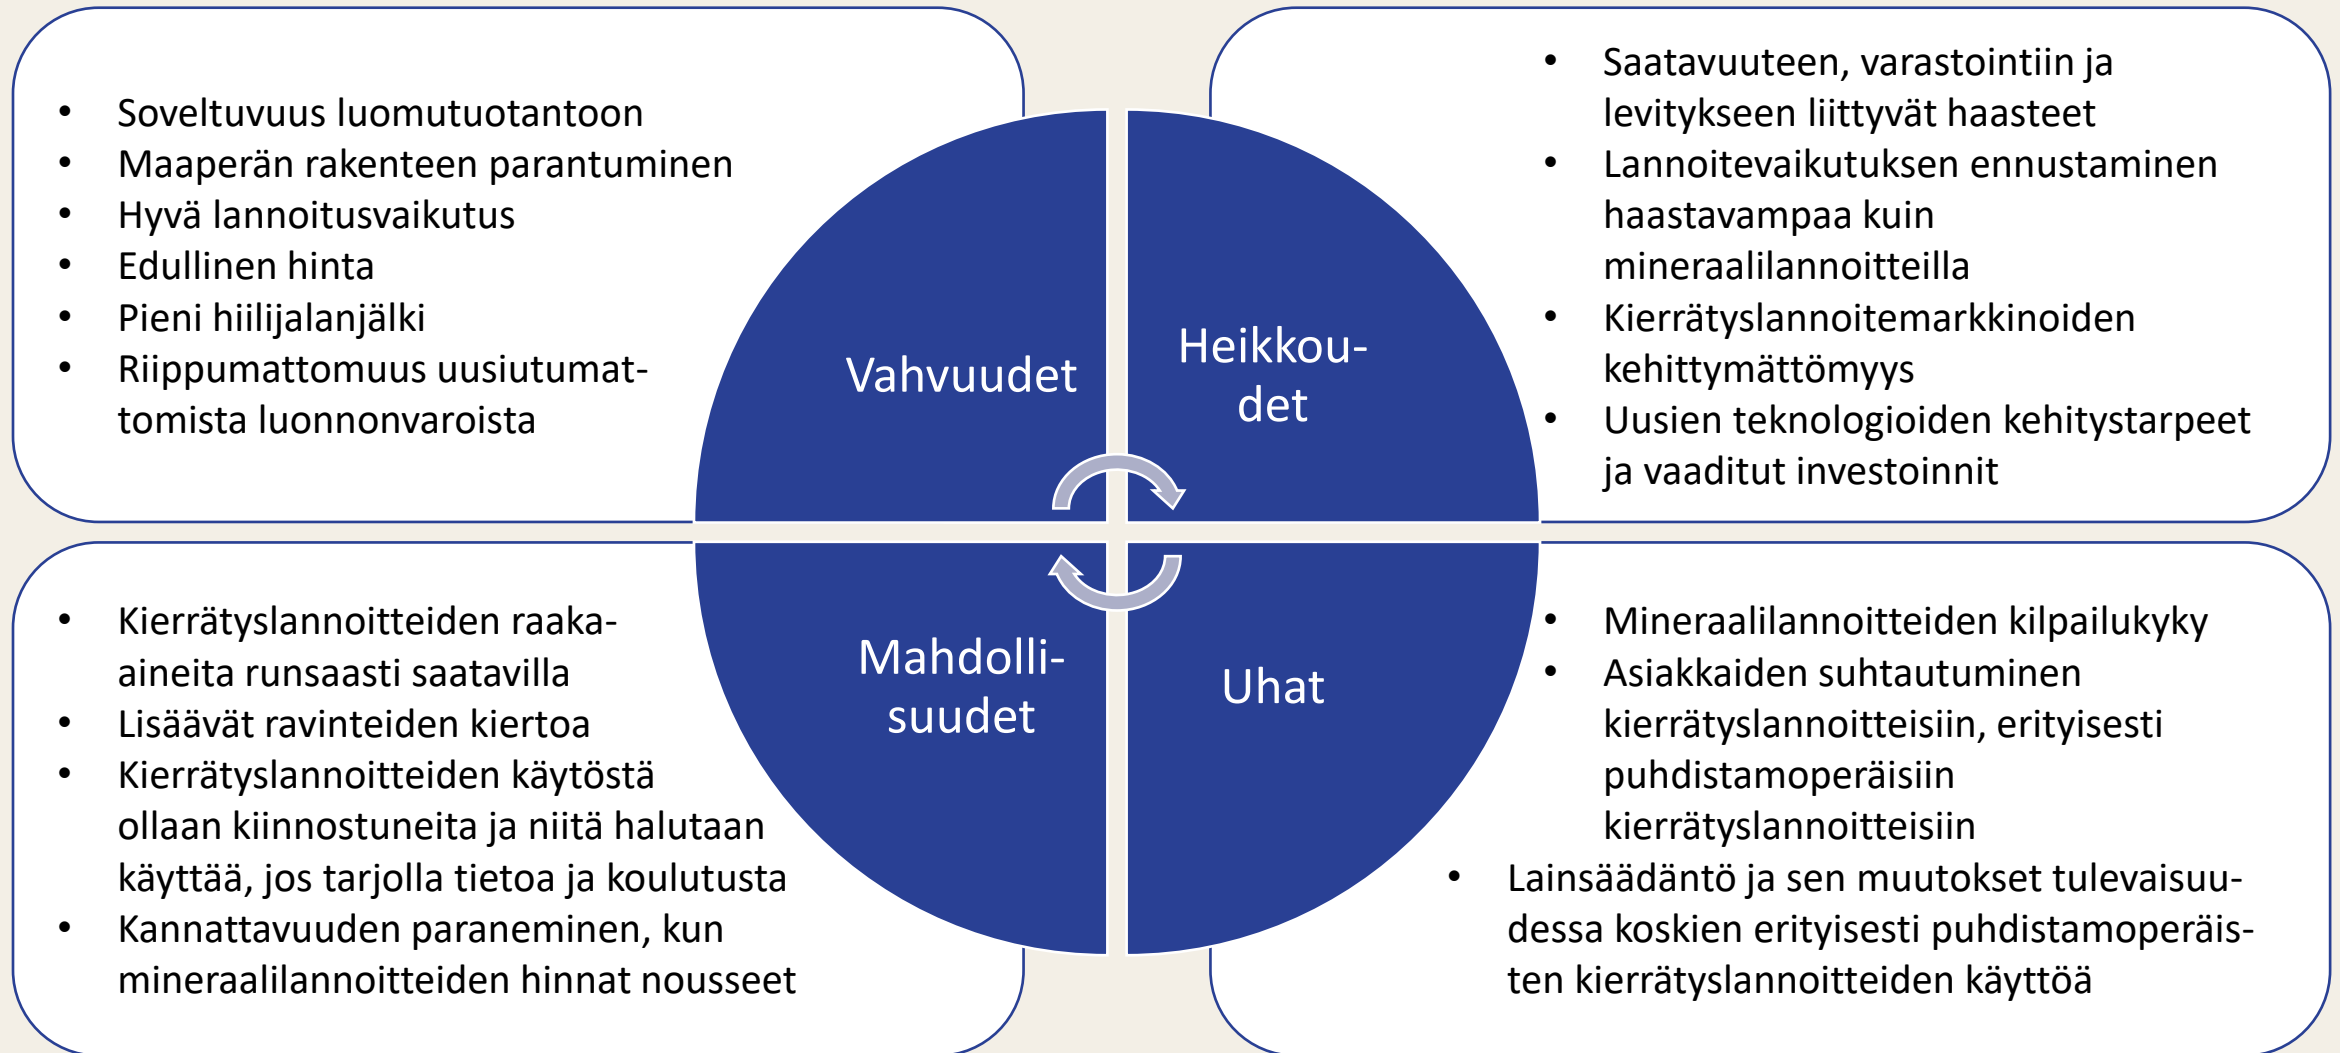 • Soveltuvuus luomutuotantoon
• Maaperän rakenteen parantuminen
• Hyvä lannoitusvaikutus
• Edullinen hinta
• Pieni hiilijalanjälki
• Riippumattomuus uusiutumat-
tomista luonnonvaroista
Vahvuudet
• Saatavuuteen, varastointiin ja
levitykseen liittyvät haasteet
• Lannoitevaikutuksen ennustaminen
haastavampaa kuin
mineraalilannoitteilla
• Kierrätyslannoitemarkkinoiden
kehittymättömyys
• Uusien teknologioiden kehitystarpeet
ja vaaditut investoinnit
Heikkou-
det
• Kierrätyslannoitteiden raaka-
aineita runsaasti saatavilla
• Lisäävät ravinteiden kiertoa
• Kierrätyslannoitteiden käytöstä
ollaan kiinnostuneita ja niitä halutaan
käyttää, jos tarjolla tietoa ja koulutusta
• Kannattavuuden paraneminen, kun
mineraalilannoitteiden hinnat nousseet
Mahdolli-
suudet
• Mineraalilannoitteiden kilpailukyky
• Asiakkaiden suhtautuminen
kierrätyslannoitteisiin, erityisesti
puhdistamoperäisiin
kierrätyslannoitteisiin
• Lainsäädäntö ja sen muutokset tulevaisuu-
dessa koskien erityisesti puhdistamoperäis-
ten kierrätyslannoitteiden käyttöä
Uhat